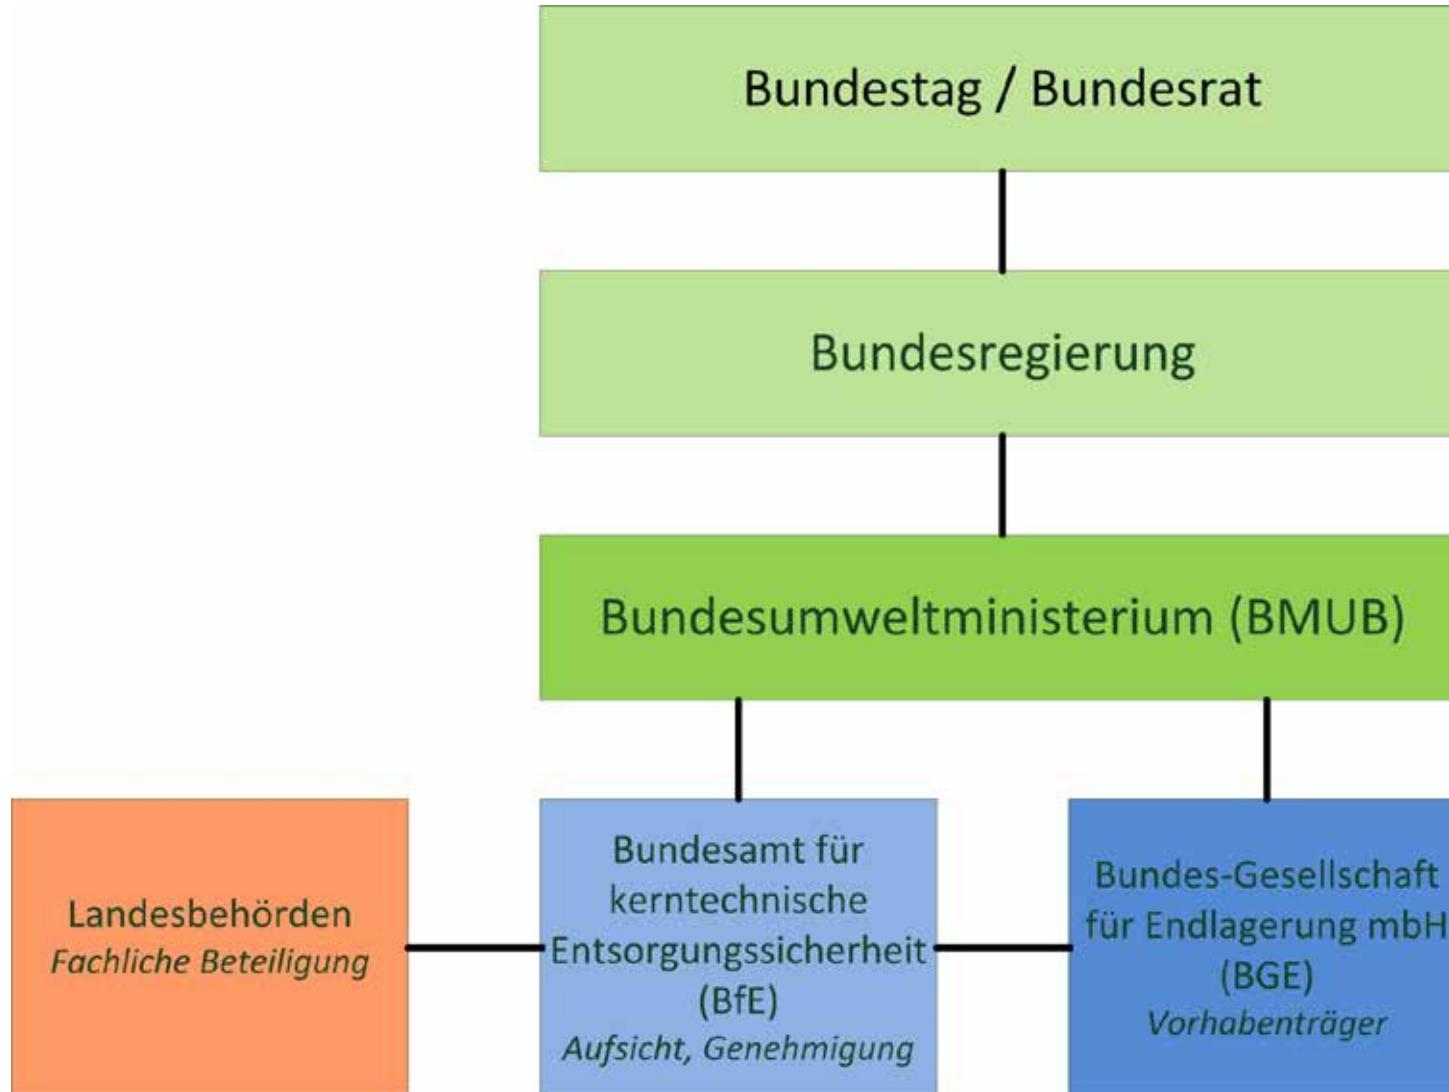 Bundestag / Bundesrat
Bundesregierung
Bundesumweltministerium (BMUB)
Landesbehörden
Fachliche Beteiligung
Bundesamt für
kerntechnische
Entsorgungssicherheit
(BfE)
Aufsicht, Genehmigung
Bundes-Gesellschaft
für Endlagerung mbH
(BGE)
Vorhabenträger